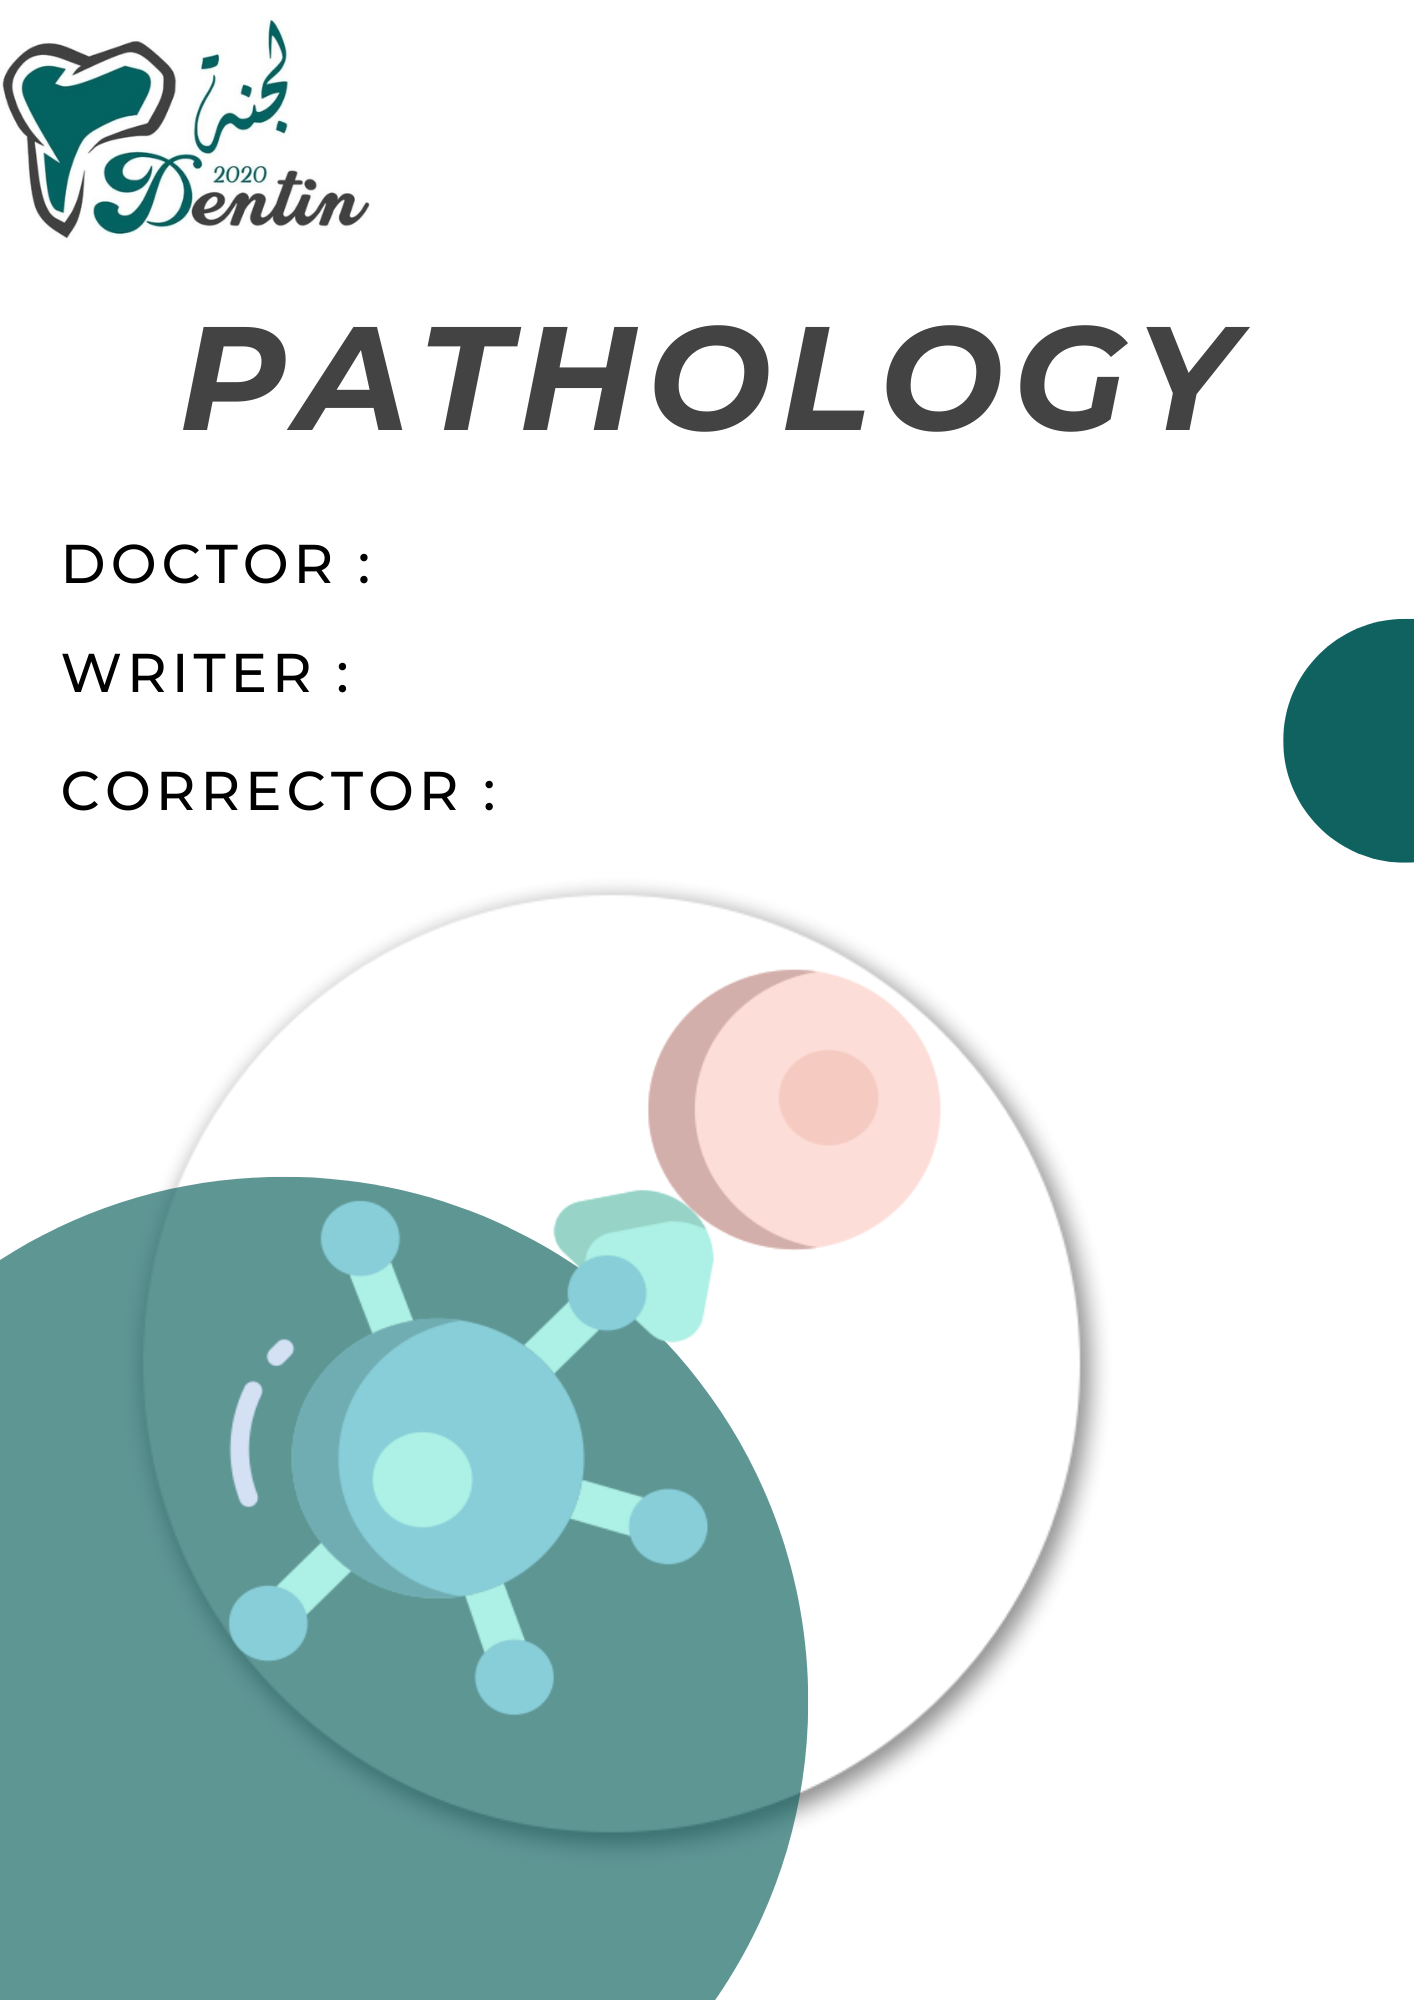 لجنة
2020
Dentin
PATHOLOGY
DOCTOR :
WRITER :
CORRECTOR :